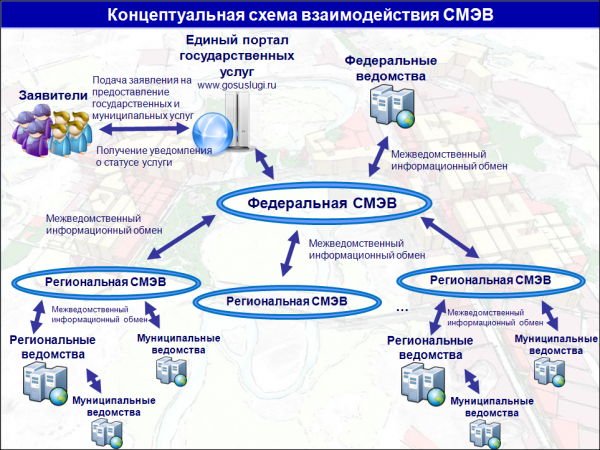 Концептуальная схема взаимодействия СМЭВ
Единый портал
государственных
услуг
www.gosuslugi.ru
Федеральные
ведомства
Заявители
Подача заявления на
предоставление
государственных и
муниципальных услуг
Получение уведомления
о статусе услуги
Межведомственный
информационный обмен
Федеральная СМЭВ
Межведомственный
информационный обмен
Межведомственный
информационный обмен
Региональная СМЭВ
Региональная СМЭВ
...
Региональная СМЭВ
Межведомственный
информационный обмен
Региональные
ведомства
Муниципальные
ведомства
Муниципальные
ведомства
Межведомственный
информационный обмен
Региональные
ведомства
Муниципальные
ведомства
Муниципальные
ведомства